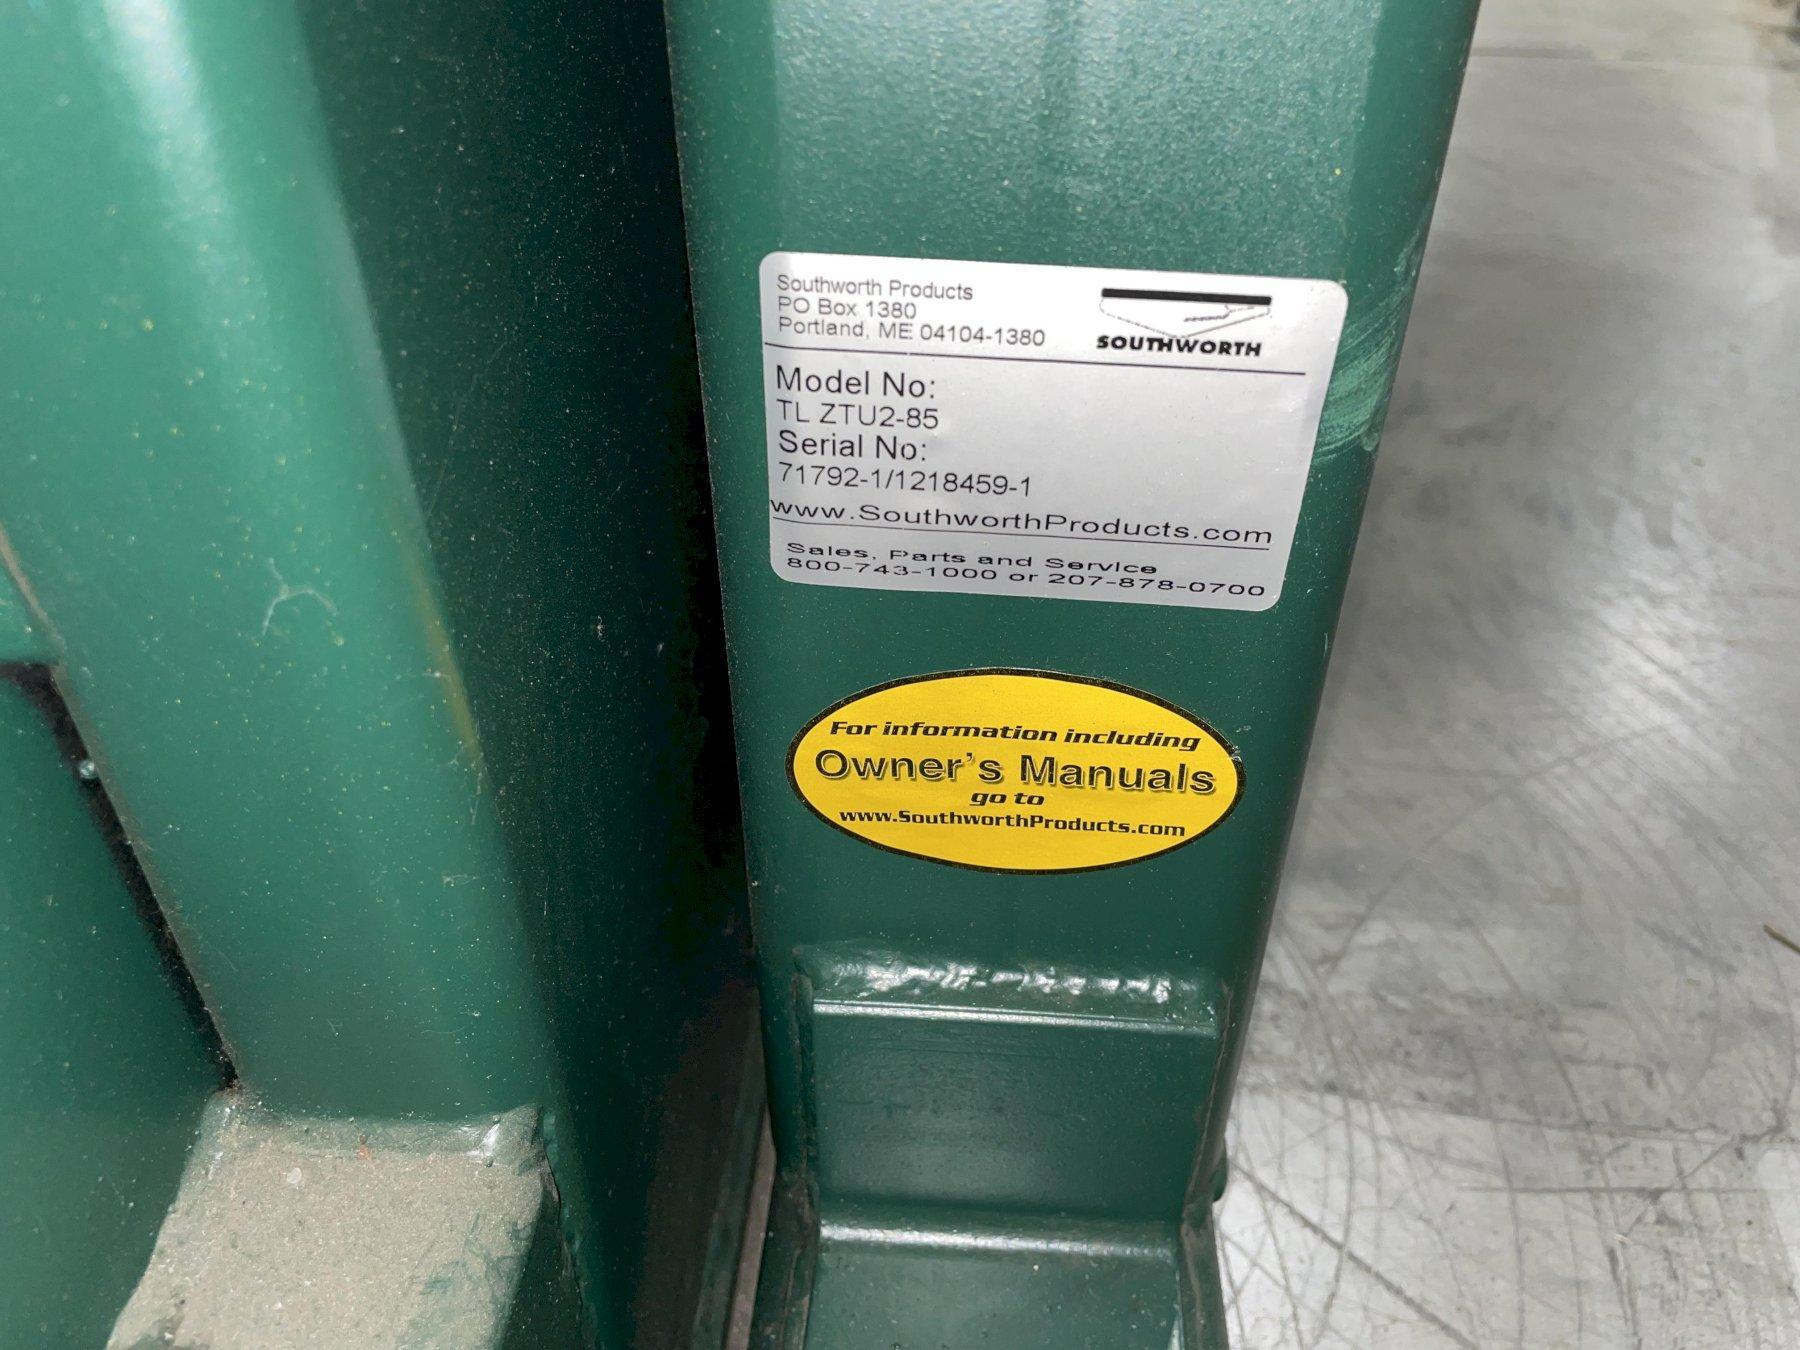 Southworth Products
PO Box 1380
Portland, ME 04104-1380
SOUTHWORTH
Model No:
TL ZTU2-85
Serial No:
71792-1/1218459-1
www.SouthworthProducts.com
Sales, Parts and Service
800-743-1000 or 207-878-0700
For information including
Owner's Manuals
go to
www.SouthworthProducts.com